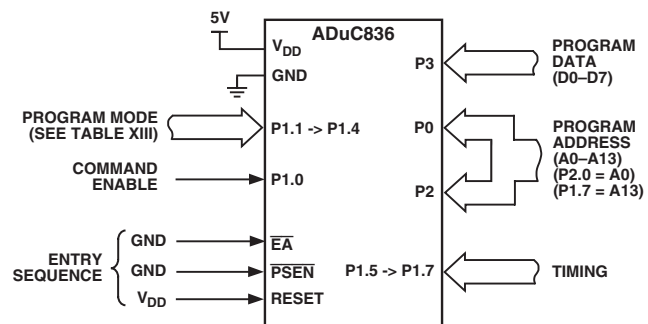 5V
ADuC836
VDD
GND
PROGRAM MODE
(SEE TABLE XIII)
P1.1 -> P1.4
COMMAND
ENABLE
P1.0
ENTRY
SEQUENCE
GND
EA
GND
PSEN
VDD
RESET
P3
PROGRAM
DATA
(D0–D7)
P0
PROGRAM
ADDRESS
(A0–A13)
(P2.0 = A0)
(P1.7 = A13)
P2
P1.5 -> P1.7
TIMING